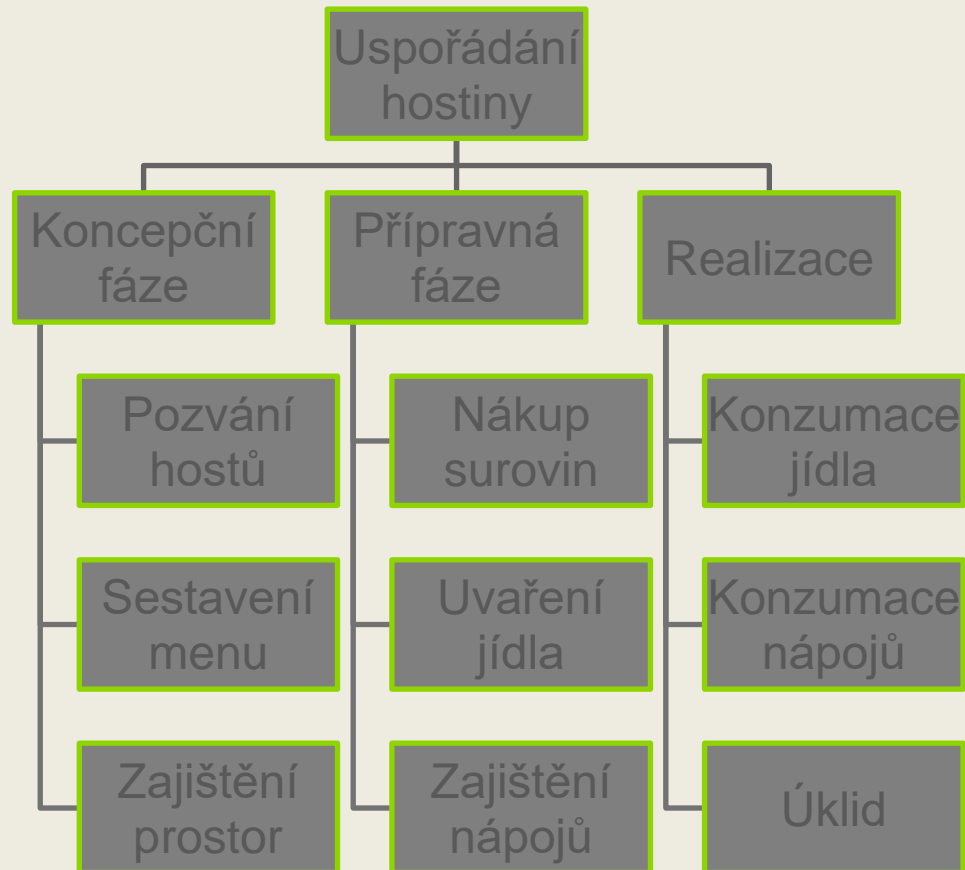 Uspořádání
hostiny
Koncepční
fáze
Přípravná
fáze
Realizace
Pozvání
hostů
Nákup
surovin
Konzumace
jídla
Sestavení
menu
Uvaření
jídla
Konzumace
nápojů
Zajištění
prostor
Zajištění
nápojů
Úklid